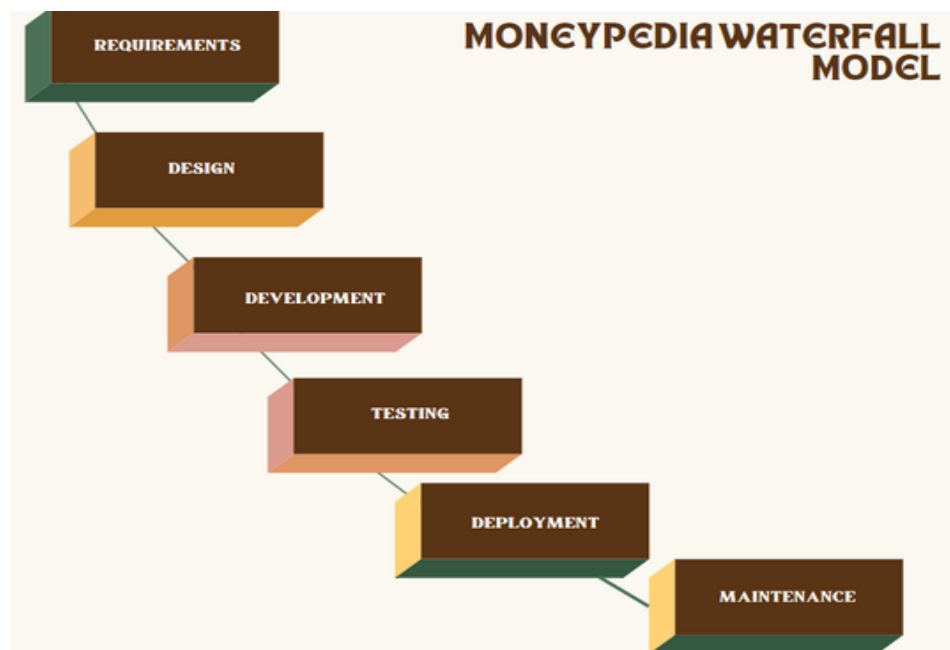 MONEYPEDIA WATERFALL
MODEL
REQUIREMENTS
DESIGN
DEVELOPMENT
TESTING
DEPLOYMENT
MAINTENANCE